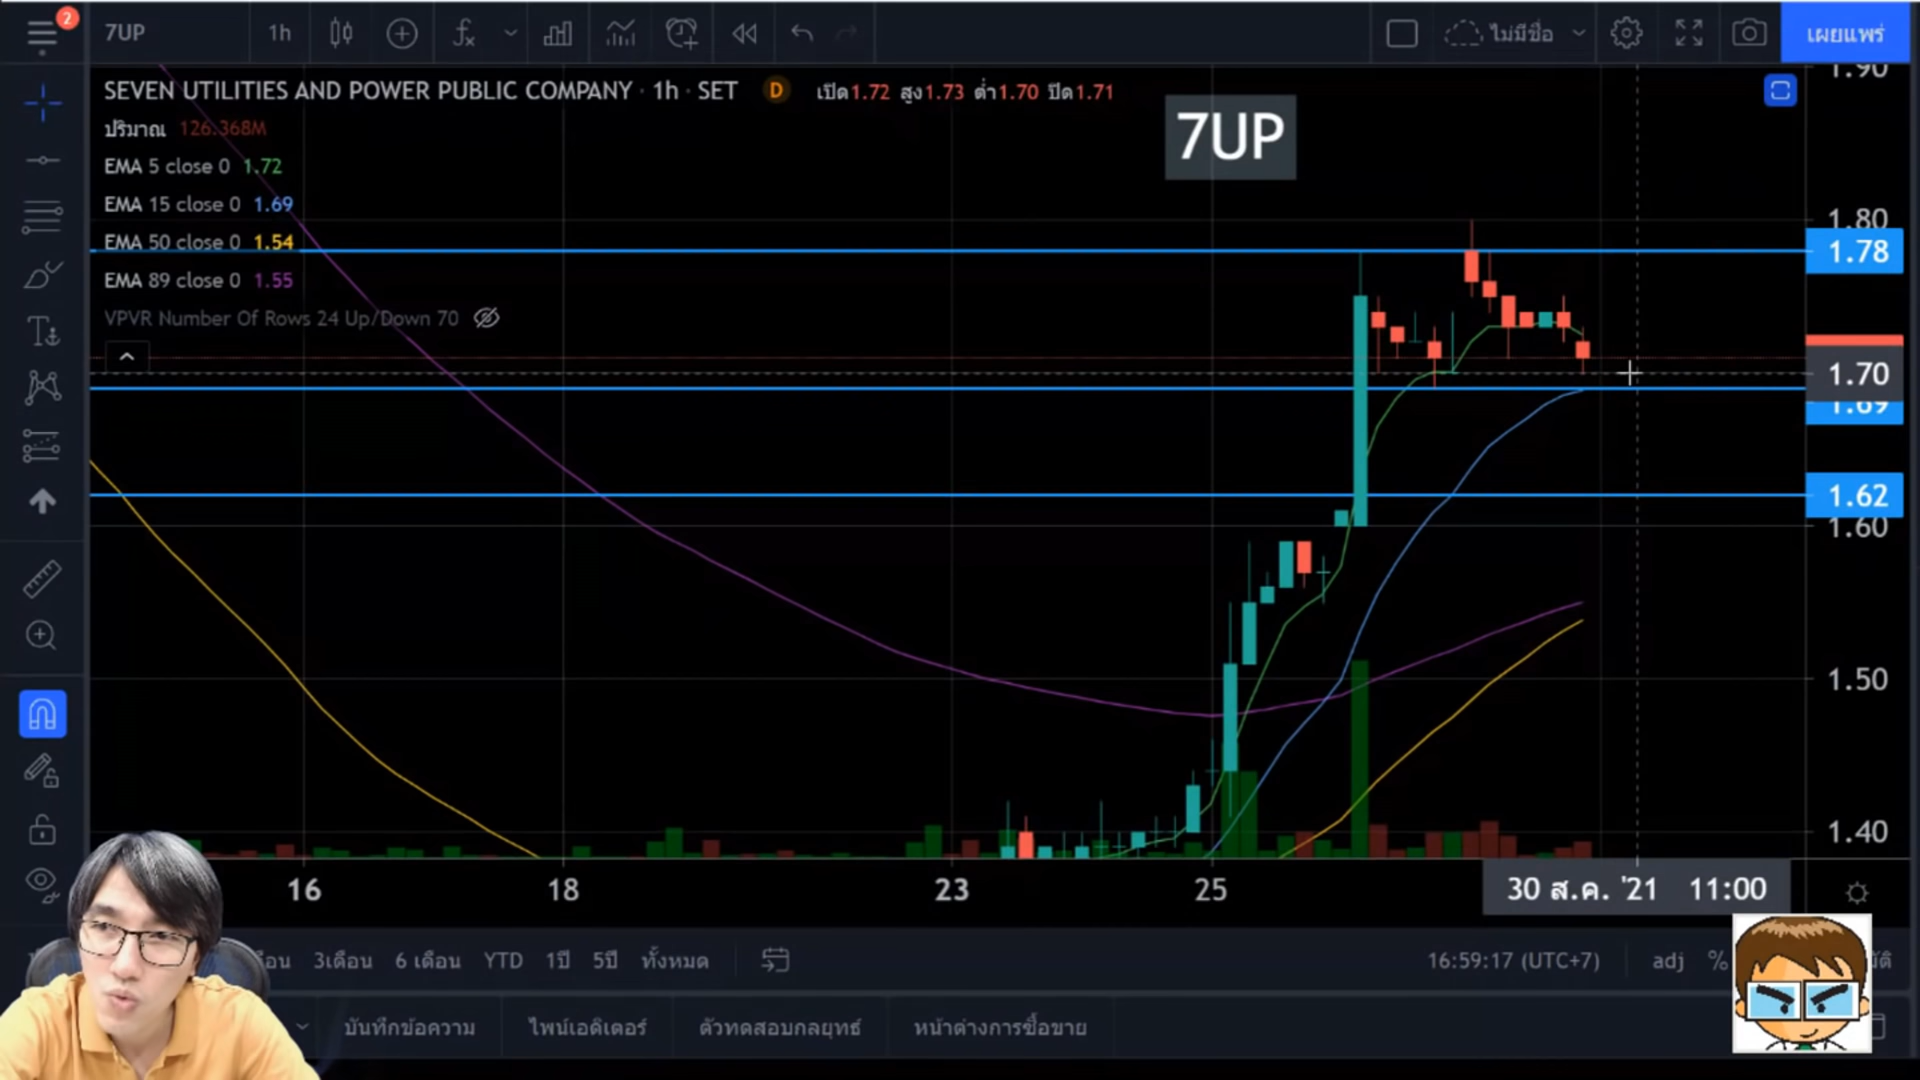 2
7UP
1h
ไม่มีชื่อ
เผยแพร่
SEVEN UTILITIES AND POWER PUBLIC COMPANY · 1h · SET
D
เปิด1.72 สูง1.73 ต่ำ1.70 ปิด1.71
ปริมาณ 126.368M
7UP
EMA 5 close 0 1.72
EMA 15 close 0 1.69
EMA 50 close 0 1.54
EMA 89 close 0 1.55
VPVR Number Of Rows 24 Up/Down 70
1.90
1.80
1.78
1.70
1.69
1.62
1.60
1.50
1.40
16
18
23
25
30 ส.ค. '21 11:00
3เดือน 6 เดือน YTD 1ปี 5ปี ทั้งหมด
16:59:17 (UTC+7)
adj
%
บันทึกข้อความ
ไพน์เอดิเตอร์
ตัวทดสอบกลยุทธ์
หน้าต่างการซื้อขาย